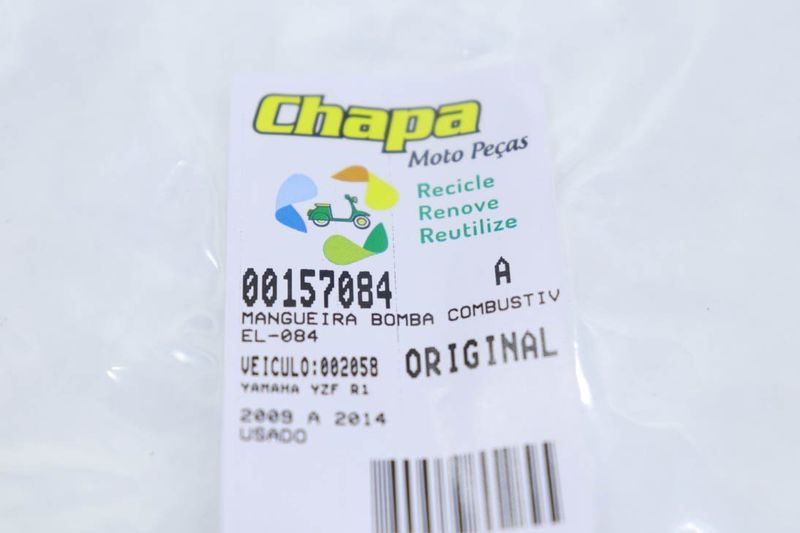 Chapa
Moto Peças
Recicle
Renove
Reutilize
00157084 A
MANGUEIRA BOMBA COMBUSTIV
EL-084
VEICULO:002058 ORIGINAL
YAMAHA YZF R1
2009 A 2014
USADO